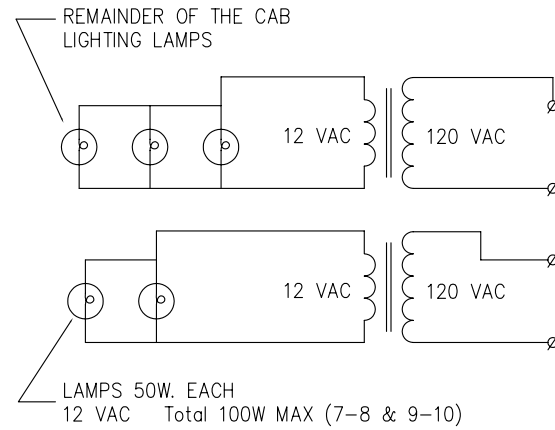 REMAINDER OF THE CAB
LIGHTING LAMPS
12 VAC
120 VAC
12 VAC
120 VAC
LAMPS 50W. EACH
12 VAC Total 100W MAX (7-8 & 9-10)